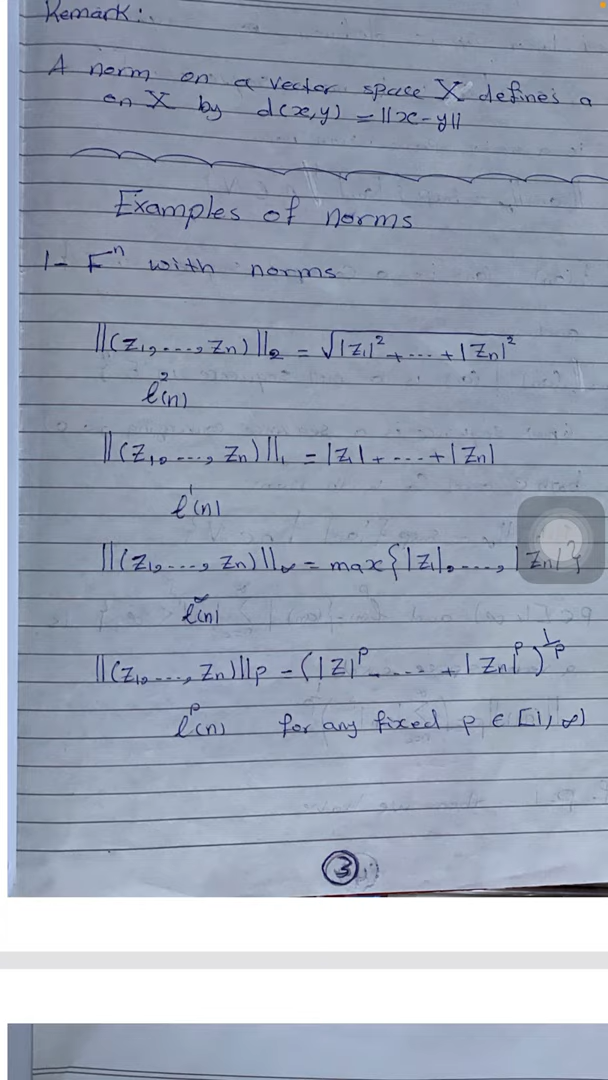 Remark:.
A norm on a vector space X defines a
on X by d(x,y) = ||x-y||
Examples of norms
1- Fⁿ with norms
||(z₁,...,zₙ)||₂ = √|z₁|²+...+|zₙ|²
ℓ²(n)
||(z₁,...,zₙ)||₁ = |z₁|+...+|zₙ|
ℓ¹(n)
||(z₁,...,zₙ)||∞ = max{|z₁|,...,|zₙ|}
ℓ^∞(n)
||(z₁,...,zₙ)||p = (|z|^p ....+|zₙ|^p)^(1/p)
ℓ^p(n) for any fixed p ∈ [1,∞)
3